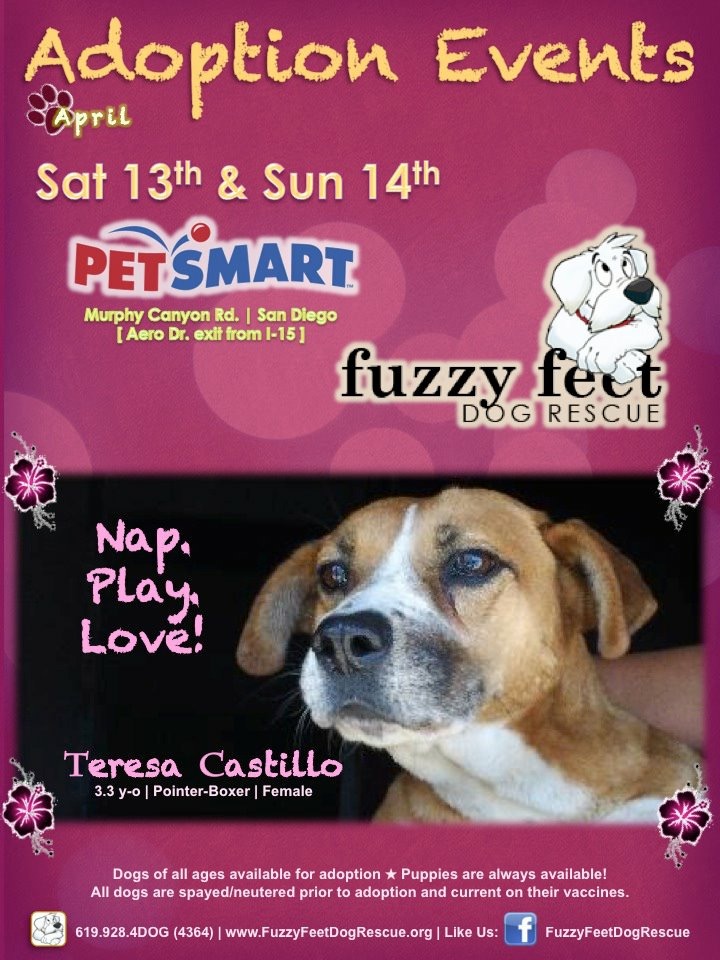 Adoption Events
April
Sat 13th & Sun 14th
PETSMART™
Murphy Canyon Rd. | San Diego
[ Aero Dr. exit from I-15 ]
fuzzy feet
DOG RESCUE
Nap.
Play.
Love!
Teresa Castillo
3.3 y-o | Pointer-Boxer | Female
Dogs of all ages available for adoption ★ Puppies are always available!
All dogs are spayed/neutered prior to adoption and current on their vaccines.
619.928.4DOG (4364) | www.FuzzyFeetDogRescue.org | Like Us: f FuzzyFeetDogRescue